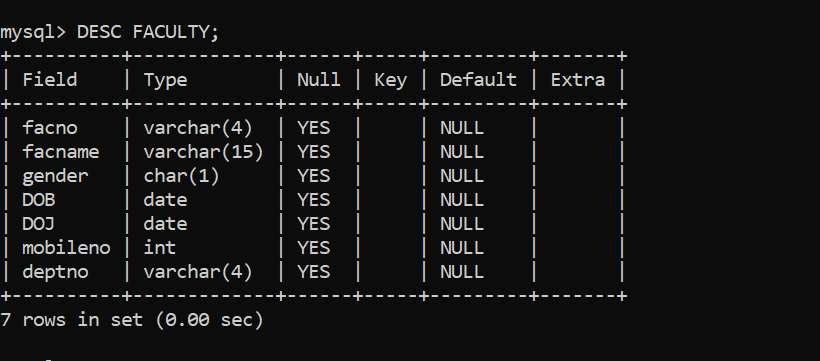 mysql> DESC FACULTY;
+----------+-------------+------+-----+---------+-------+
| Field    | Type        | Null | Key | Default | Extra |
+----------+-------------+------+-----+---------+-------+
| facno    | varchar(4)  | YES  |     | NULL    |       |
| facname  | varchar(15) | YES  |     | NULL    |       |
| gender   | char(1)     | YES  |     | NULL    |       |
| DOB      | date        | YES  |     | NULL    |       |
| DOJ      | date        | YES  |     | NULL    |       |
| mobileno | int         | YES  |     | NULL    |       |
| deptno   | varchar(4)  | YES  |     | NULL    |       |
+----------+-------------+------+-----+---------+-------+
7 rows in set (0.00 sec)